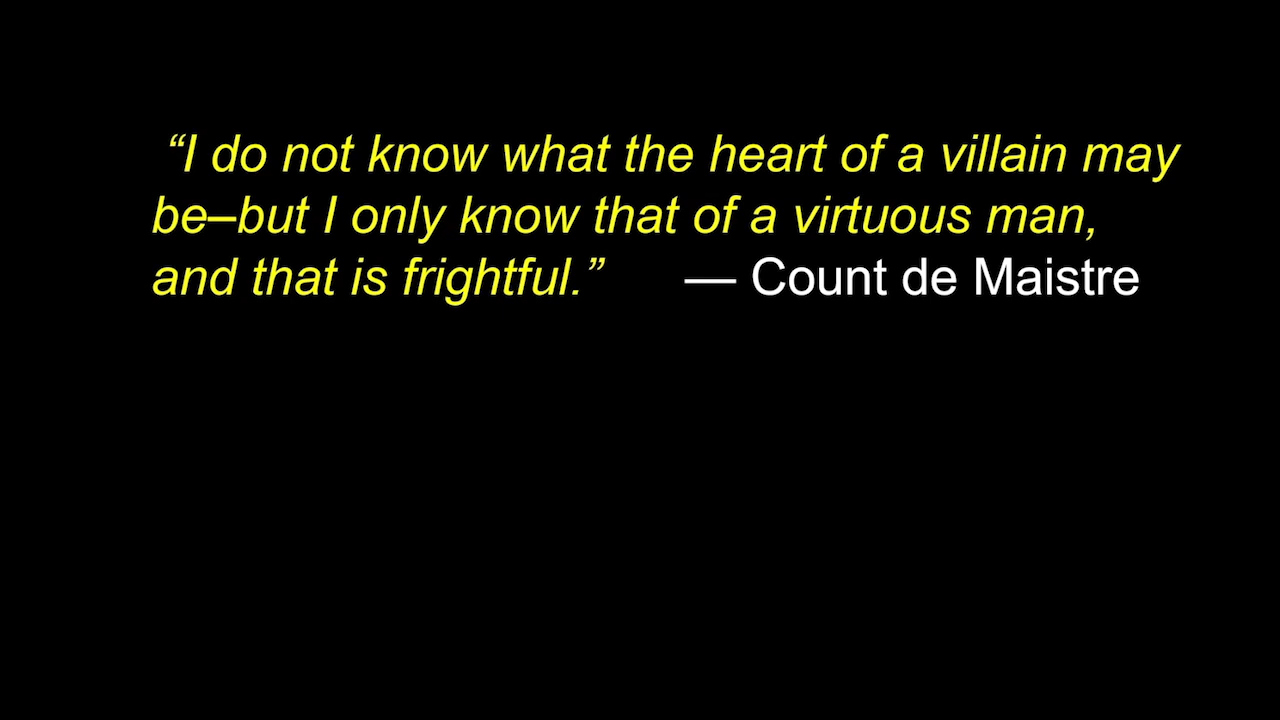 “I do not know what the heart of a villain may
be–but I only know that of a virtuous man,
and that is frightful.” — Count de Maistre